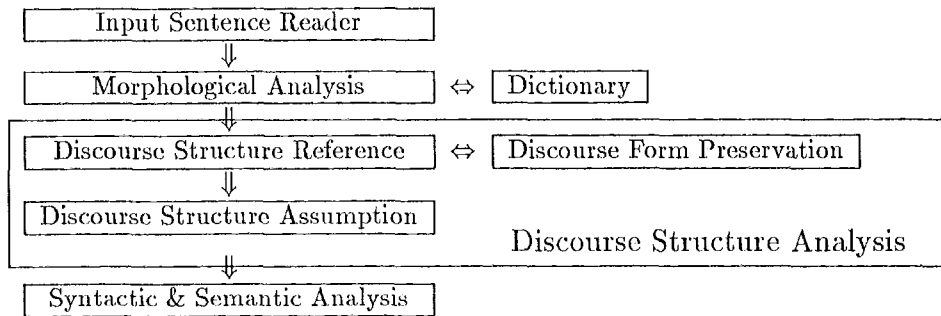 Input Sentence Reader
⇓
Morphological Analysis ⇔ Dictionary
⇓
Discourse Structure Reference ⇔ Discourse Form Preservation
⇓
Discourse Structure Assumption
Discourse Structure Analysis
⇓
Syntactic & Semantic Analysis